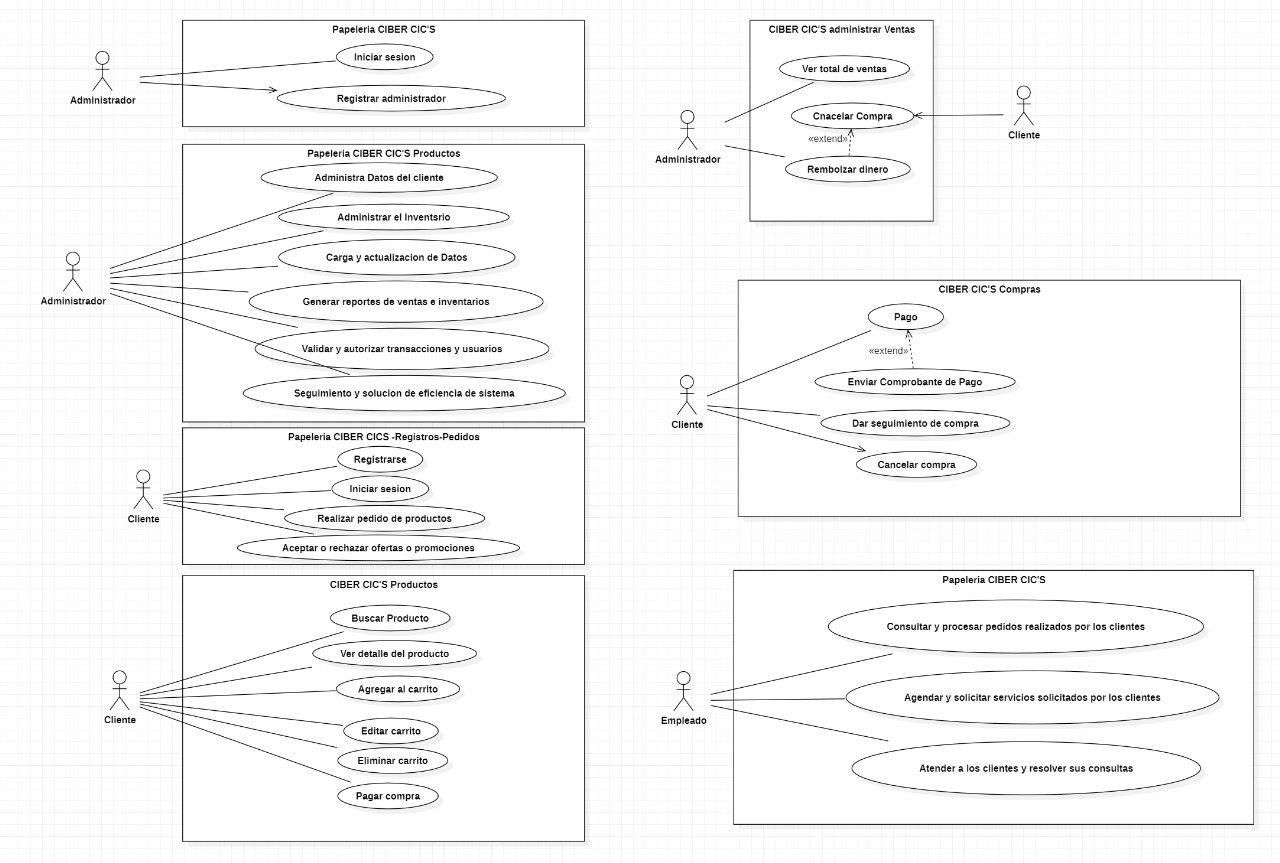 Papeleria CIBER CIC'S
Iniciar sesion
Registrar administrador
Administrador
Papeleria CIBER CIC'S Productos
Administra Datos del cliente
Administrar el Inventsrio
Carga y actualizacion de Datos
Generar reportes de ventas e inventarios
Validar y autorizar transacciones y usuarios
Seguimiento y solucion de eficiencia de sistema
Administrador
Papeleria CIBER CICS -Registros-Pedidos
Registrarse
Iniciar sesion
Realizar pedido de productos
Aceptar o rechazar ofertas o promociones
Cliente
CIBER CIC'S Productos
Buscar Producto
Ver detalle del producto
Agregar al carrito
Editar carrito
Eliminar carrito
Pagar compra
Cliente
CIBER CIC'S administrar Ventas
Ver total de ventas
Cnacelar Compra
«extend»
Rembolzar dinero
Administrador
Cliente
CIBER CIC'S Compras
Pago
«extend»
Enviar Comprobante de Pago
Dar seguimiento de compra
Cancelar compra
Cliente
Papeleria CIBER CIC'S
Consultar y procesar pedidos realizados por los clientes
Agendar y solicitar servicios solicitados por los clientes
Atender a los clientes y resolver sus consultas
Empleado